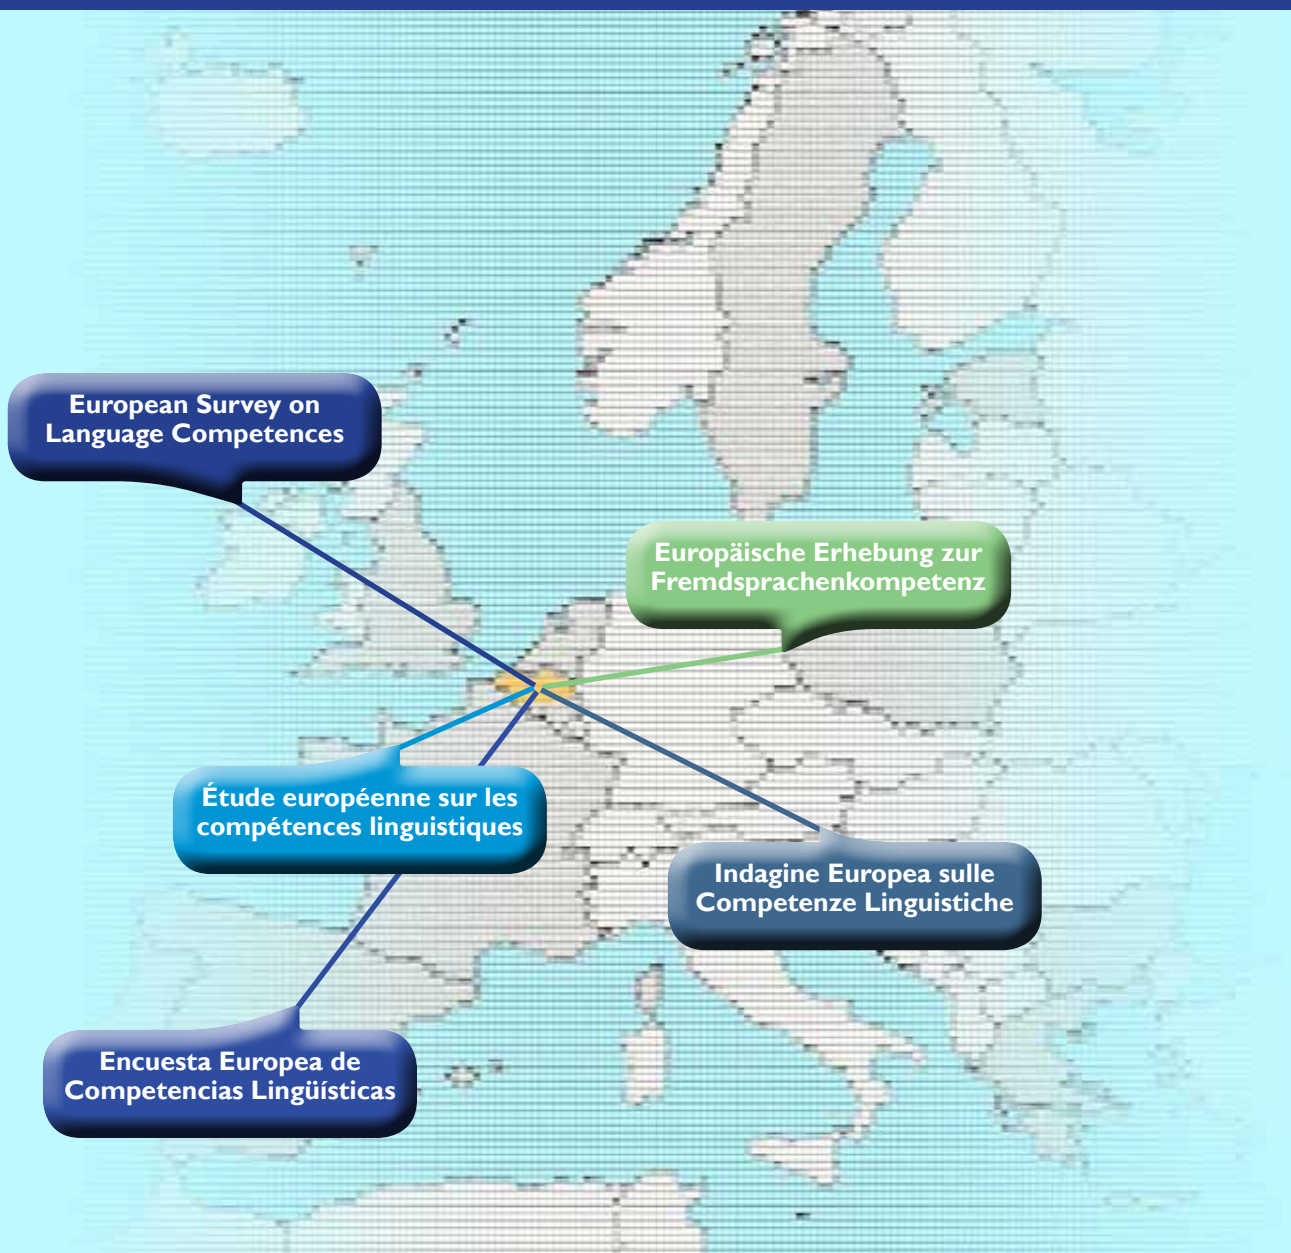 European Survey on
Language Competences
Europäische Erhebung zur
Fremdsprachenkompetenz
Étude européenne sur les
compétences linguistiques
Indagine Europea sulle
Competenze Linguistiche
Encuesta Europea de
Competencias Lingüísticas